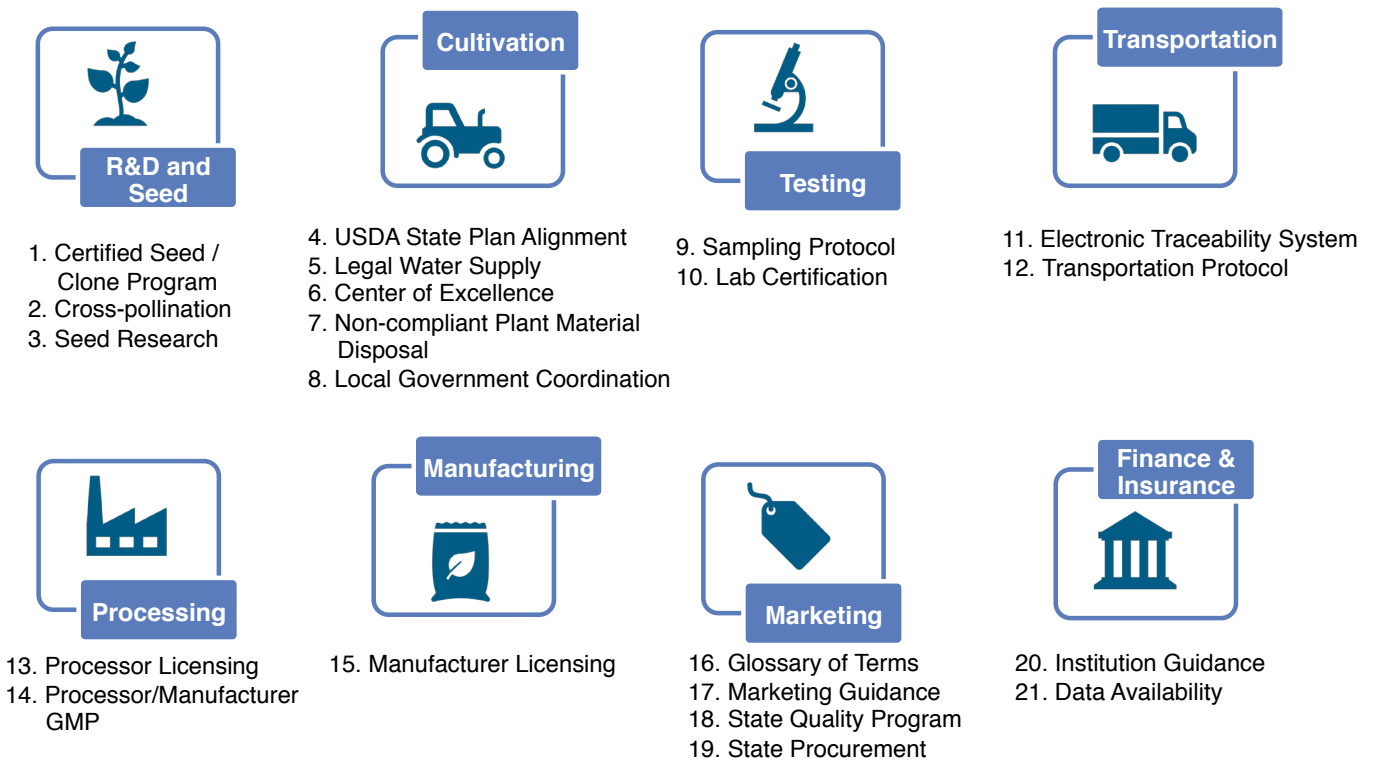 R&D and
Seed
1. Certified Seed /
Clone Program
2. Cross-pollination
3. Seed Research
Cultivation
4. USDA State Plan Alignment
5. Legal Water Supply
6. Center of Excellence
7. Non-compliant Plant Material
Disposal
8. Local Government Coordination
Testing
9. Sampling Protocol
10. Lab Certification
Transportation
11. Electronic Traceability System
12. Transportation Protocol
Processing
13. Processor Licensing
14. Processor/Manufacturer
GMP
Manufacturing
15. Manufacturer Licensing
Marketing
16. Glossary of Terms
17. Marketing Guidance
18. State Quality Program
19. State Procurement
Finance &
Insurance
20. Institution Guidance
21. Data Availability